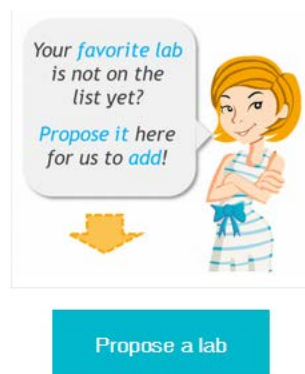 Your favorite lab
is not on the
list yet?
Propose it here
for us to add!
Propose a lab